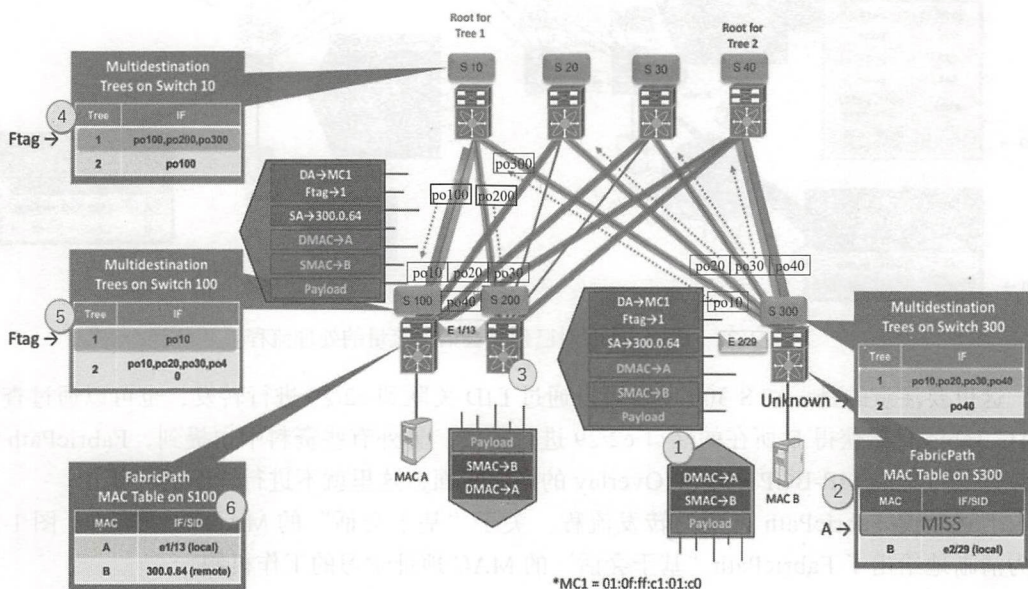 Root for
Tree 1
Root for
Tree 2
S 10
S 20
S 30
S 40
Multidestination
Trees on Switch 10
4
Tree IF
Ftag →
1 po100,po200,po300
2 po100
DA→MC1
Ftag→1
SA→300.0.64
DMAC→A
SMAC→B
Payload
po100
po200
po300
po10
po20
po30
po40
po20
po30
po40
po10
S 100
S 200
S 300
E 1/13
E 2/29
Multidestination
Trees on Switch 100
5
Tree IF
Ftag →
1 po10
2 po10,po20,po30,po4
0
3
DA→MC1
Ftag→1
SA→300.0.64
DMAC→A
SMAC→B
Payload
Multidestination
Trees on Switch 300
Tree IF
1 po10,po20,po30,po40
Unknown→
2 po40
MAC A
Payload
SMAC→B
DMAC→A
1
DMAC→A
SMAC→B
Payload
MAC B
FabricPath
MAC Table on S100
6
MAC IF/SID
A e1/13 (local)
B 300.0.64 (remote)
FabricPath
MAC Table on S300
2
MAC IF/SID
A→
MISS
B e2/29 (local)
*MC1 = 01:0f:ff:c1:01:c0